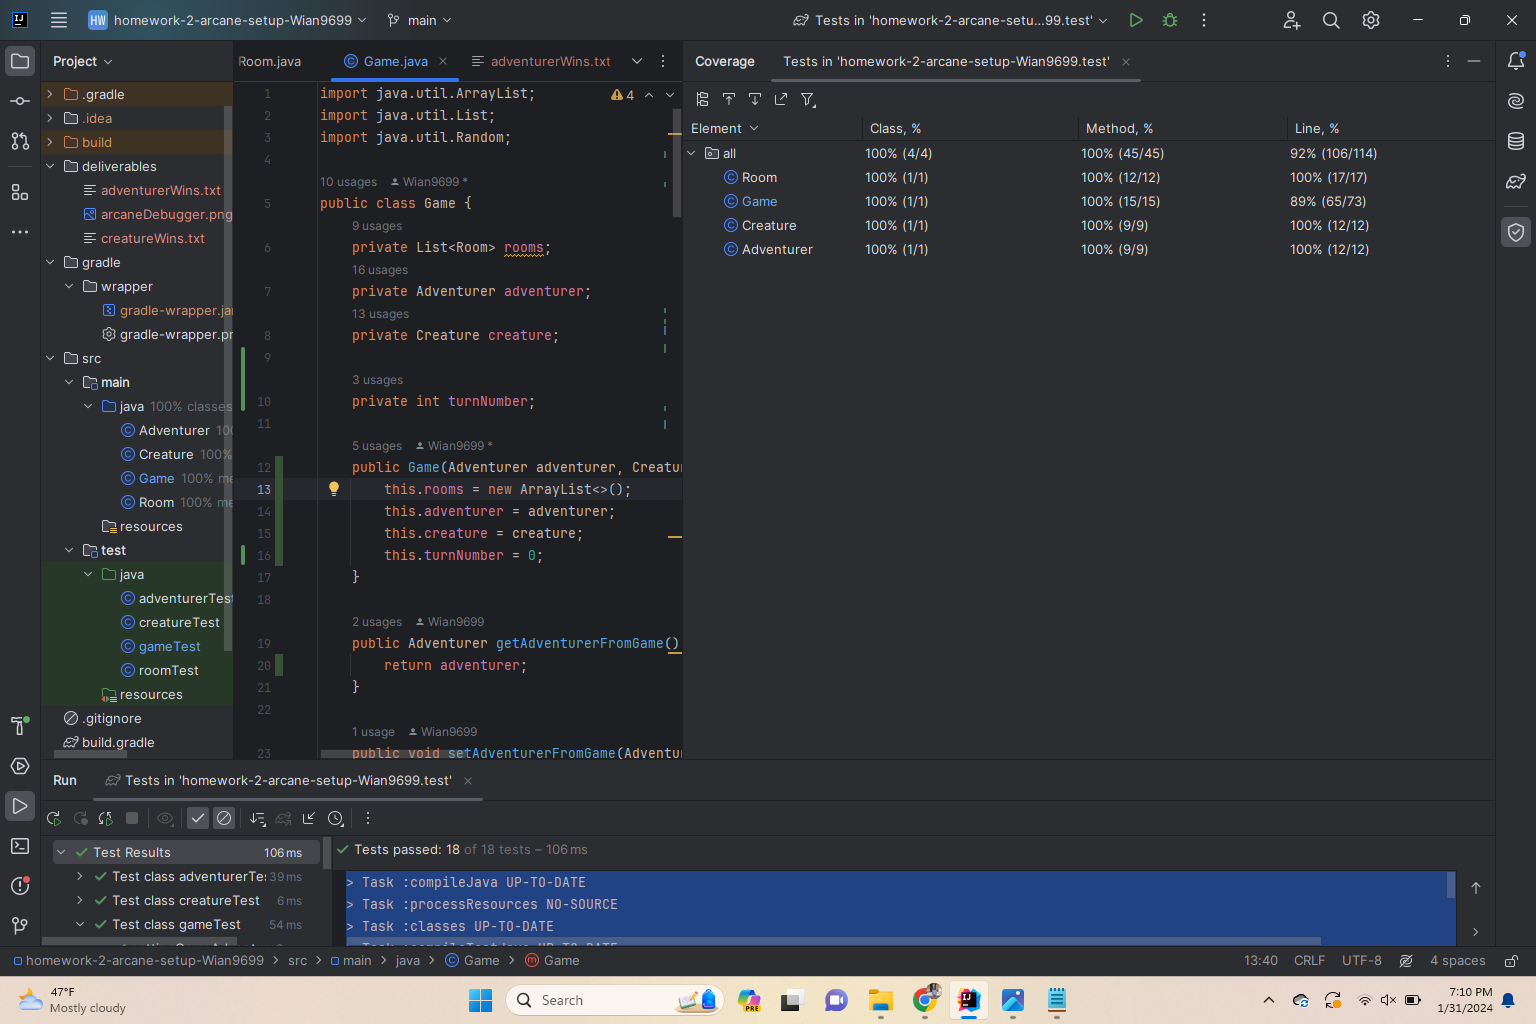 HW homework-2-arcane-setup-Wian9699 main Tests in 'homework-2-arcane-setu...99.test'
Project
.gradle
.idea
build
deliverables
adventurerWins.txt
arcaneDebugger.png
creatureWins.txt
gradle
wrapper
gradle-wrapper.jar
gradle-wrapper.pr
src
main
java 100% classes
Adventurer 100
Creature 100%
Game 100% me
Room 100% me
resources
test
java
adventurerTest
creatureTest
gameTest
roomTest
resources
.gitignore
build.gradle
Room.java Game.java adventurerWins.txt
4
1 import java.util.ArrayList;
2 import java.util.List;
3 import java.util.Random;
4
10 usages Wian9699 *
5 public class Game {
9 usages
6 private List<Room> rooms;
16 usages
7 private Adventurer adventurer;
13 usages
8 private Creature creature;
9
3 usages
10 private int turnNumber;
11
5 usages Wian9699 *
12 public Game(Adventurer adventurer, Creatur
13 this.rooms = new ArrayList<>();
14 this.adventurer = adventurer;
15 this.creature = creature;
16 this.turnNumber = 0;
17 }
18
2 usages Wian9699
19 public Adventurer getAdventurerFromGame()
20 return adventurer;
21 }
22
1 usage Wian9699
23 public void setAdventurerFromGame(Adventu
Coverage Tests in 'homework-2-arcane-setup-Wian9699.test'
Element Class, % Method, % Line, %
all 100% (4/4) 100% (45/45) 92% (106/114)
Room 100% (1/1) 100% (12/12) 100% (17/17)
Game 100% (1/1) 100% (15/15) 89% (65/73)
Creature 100% (1/1) 100% (9/9) 100% (12/12)
Adventurer 100% (1/1) 100% (9/9) 100% (12/12)
Run Tests in 'homework-2-arcane-setup-Wian9699.test'
Test Results 106 ms
Test class adventurerTes 39 ms
Test class creatureTest 6 ms
Test class gameTest 54 ms
Tests passed: 18 of 18 tests – 106 ms
> Task :compileJava UP-TO-DATE
> Task :processResources NO-SOURCE
> Task :classes UP-TO-DATE
homework-2-arcane-setup-Wian9699 > src > main > java > Game > Game
13:40 CRLF UTF-8 4 spaces
47°F
Mostly cloudy
Search
PRE
7:10 PM
1/31/2024